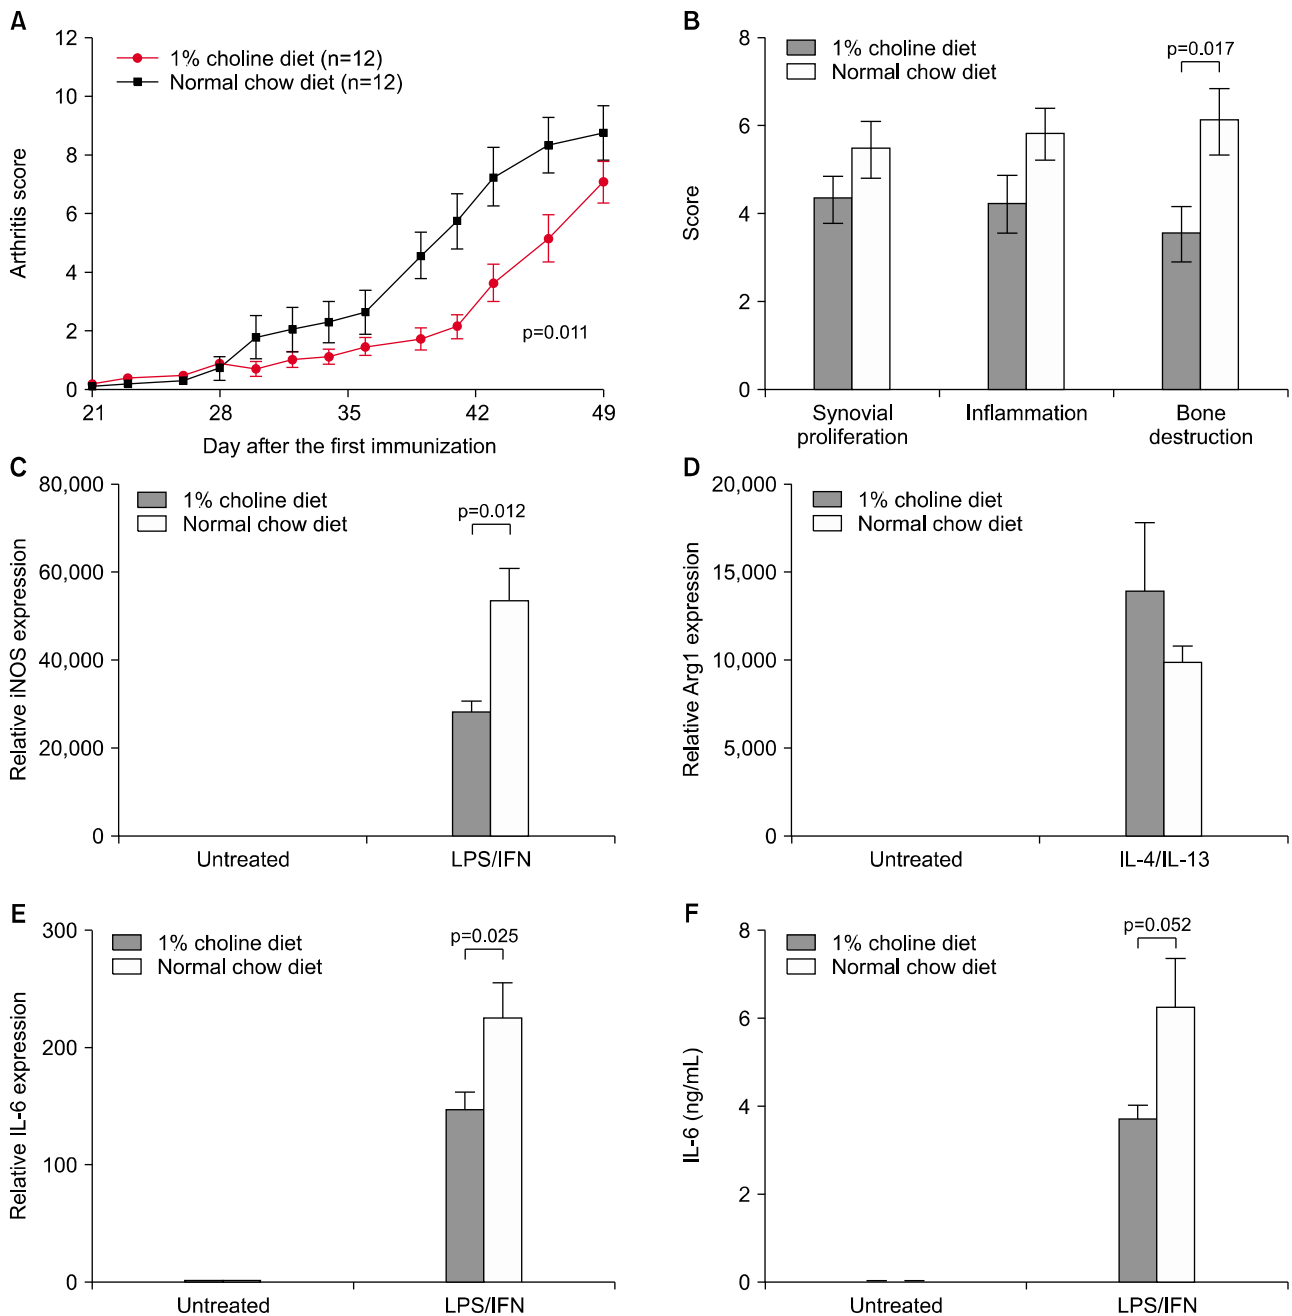 A
12
10
8
6
4
2
0
Arthritis score
1% choline diet (n=12)
Normal chow diet (n=12)
p=0.011
21
28
35
42
49
Day after the first immunization
B
8
6
4
2
0
Score
1% choline diet
Normal chow diet
p=0.017
Synovial
proliferation
Inflammation
Bone
destruction
C
80,000
60,000
40,000
20,000
0
Relative iNOS expression
1% choline diet
Normal chow diet
p=0.012
Untreated
LPS/IFN
D
20,000
15,000
10,000
5,000
0
Relative Arg1 expression
1% choline diet
Normal chow diet
Untreated
IL-4/IL-13
E
300
200
100
0
Relative IL-6 expression
1% choline diet
Normal chow diet
p=0.025
Untreated
LPS/IFN
F
8
6
4
2
0
IL-6 (ng/mL)
1% choline diet
Normal chow diet
p=0.052
Untreated
LPS/IFN